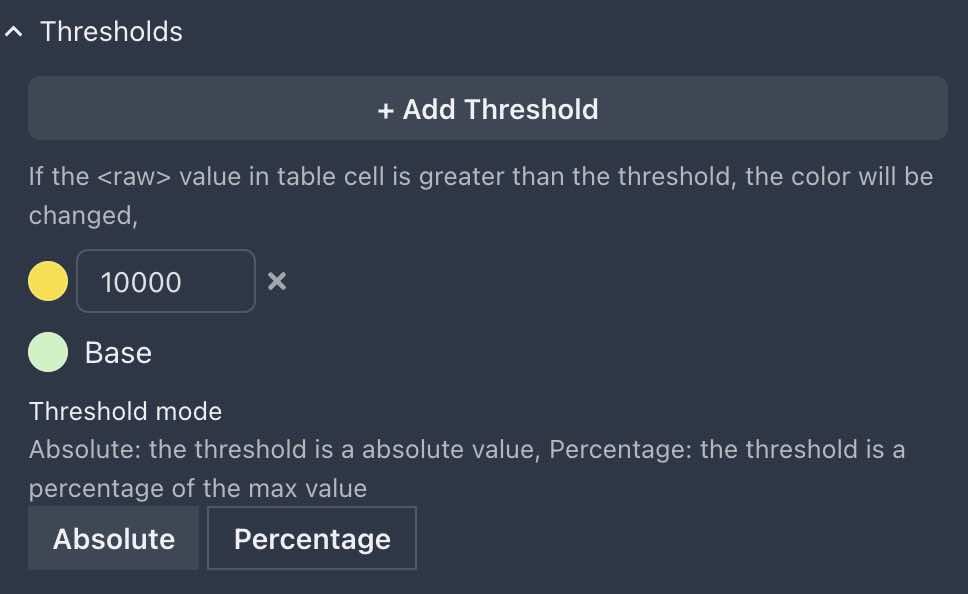 Thresholds
+ Add Threshold
If the <raw> value in table cell is greater than the threshold, the color will be
changed,
10000
Base
Threshold mode
Absolute: the threshold is a absolute value, Percentage: the threshold is a
percentage of the max value
Absolute Percentage